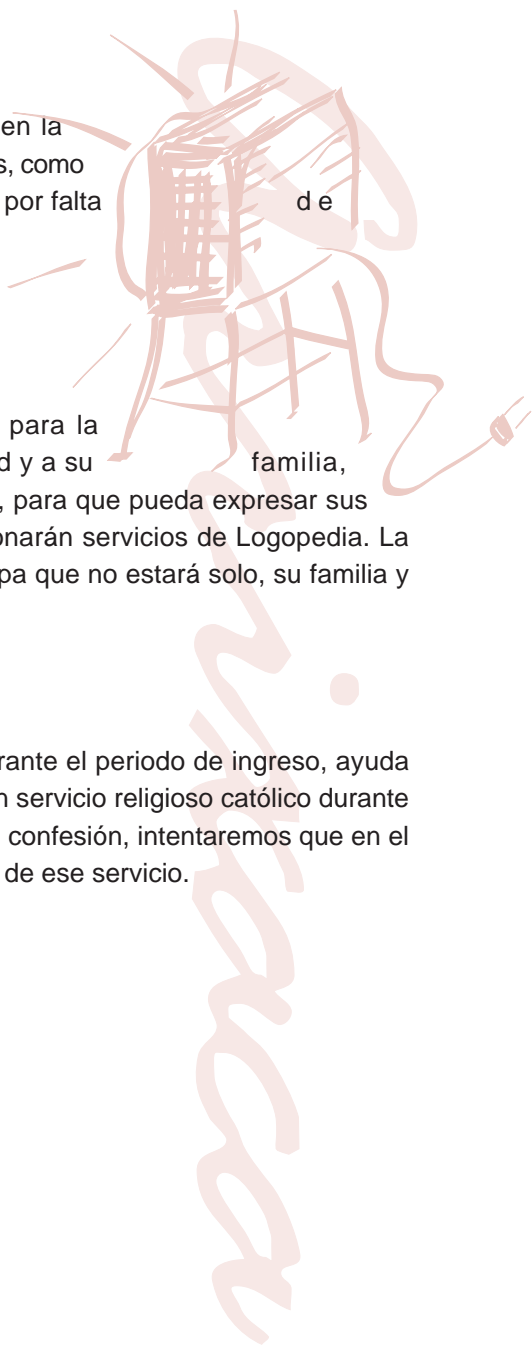 en la
s, como
por falta de
para la
d y a su familia,
, para que pueda expresar sus
onarán servicios de Logopedia. La
pa que no estará solo, su familia y
rante el periodo de ingreso, ayuda
n servicio religioso católico durante
confesión, intentaremos que en el
de ese servicio.